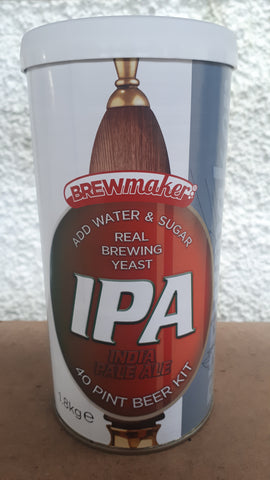 BREWmaker
ADD WATER & SUGAR
REAL
BREWING
YEAST
IPA
INDIA
PALE ALE
40 PINT BEER KIT
1.8kg e